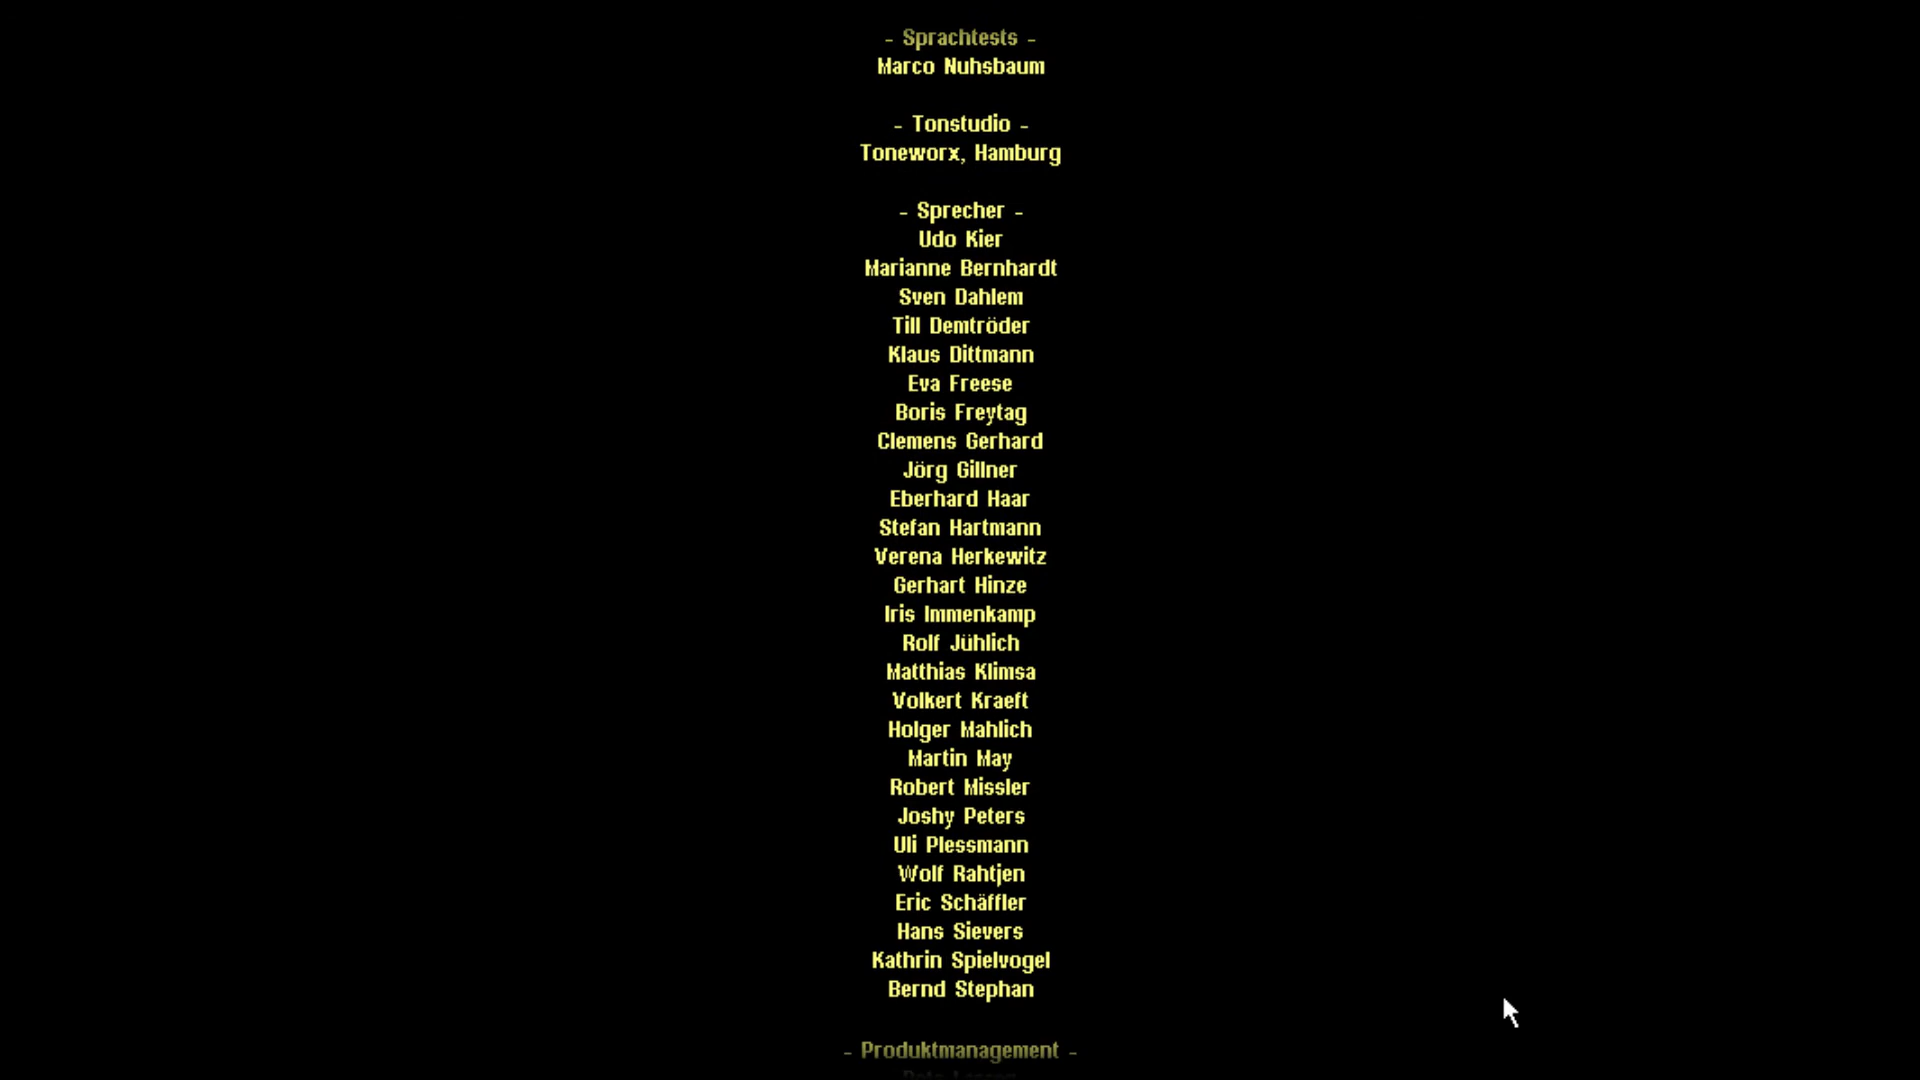 - Sprachtests -
Marco Nuhsbaum
- Tonstudio -
Toneworx, Hamburg
- Sprecher -
Udo Kier
Marianne Bernhardt
Sven Dahlem
Till Demtröder
Klaus Dittmann
Eva Freese
Boris Freytag
Clemens Gerhard
Jörg Gillner
Eberhard Haar
Stefan Hartmann
Verena Herkewitz
Gerhart Hinze
Iris Immenkamp
Rolf Jühlich
Matthias Klimsa
Volkert Kraeft
Holger Mahlich
Martin May
Robert Missler
Joshy Peters
Uli Plessmann
Wolf Rahtjen
Eric Schäffler
Hans Sievers
Kathrin Spielvogel
Bernd Stephan
- Produktmanagement -